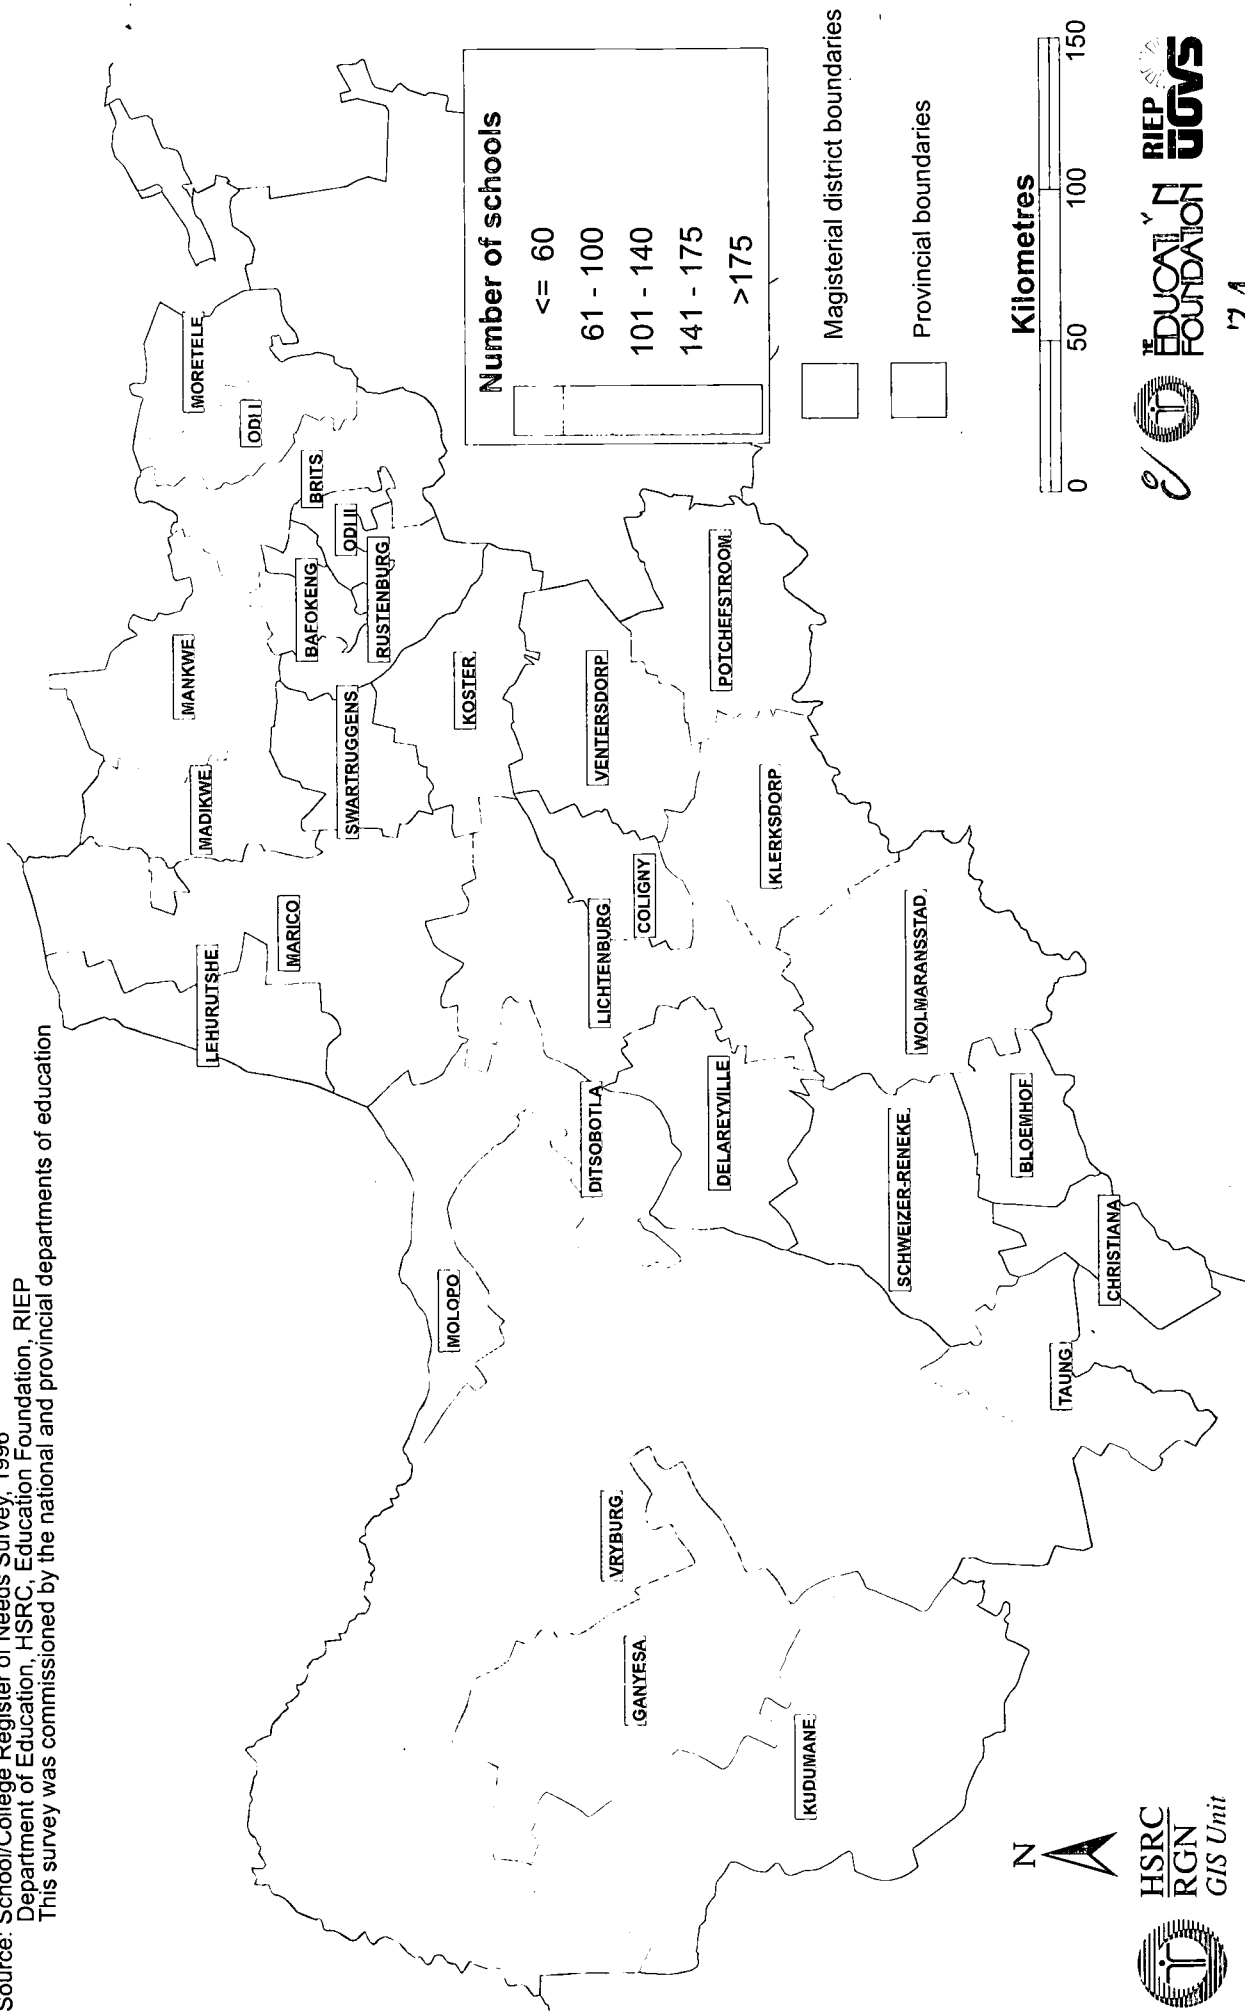 Source: School/College Register of Needs Survey, 1996
Department of Education, HSRC, Education Foundation, RIEP
This survey was commissioned by the national and provincial departments of education
MORETELE
ODI I
BRITS
ODI II
BAFOKENG
RUSTENBURG
MANKWE
MADIKWE
SWARTRUGGENS
KOSTER
LEHURUTSHE
MARICO
VENTERSDORP
POTCHEFSTROOM
KLERKSDORP
COLIGNY
LICHTENBURG
DITSOBOTLA
DELAREYVILLE
WOLMARANSSTAD
SCHWEIZER-RENEKE
BLOEMHOF
CHRISTIANA
TAUNG
MOLOPO
VRYBURG
GANYESA
KUDUMANE
Number of schools
<= 60
61 - 100
101 - 140
141 - 175
>175
Magisterial district boundaries
Provincial boundaries
Kilometres
0 50 100 150
N
HSRC
RGN
GIS Unit
THE
EDUCATION
FOUNDATION
RIEP
UOVS